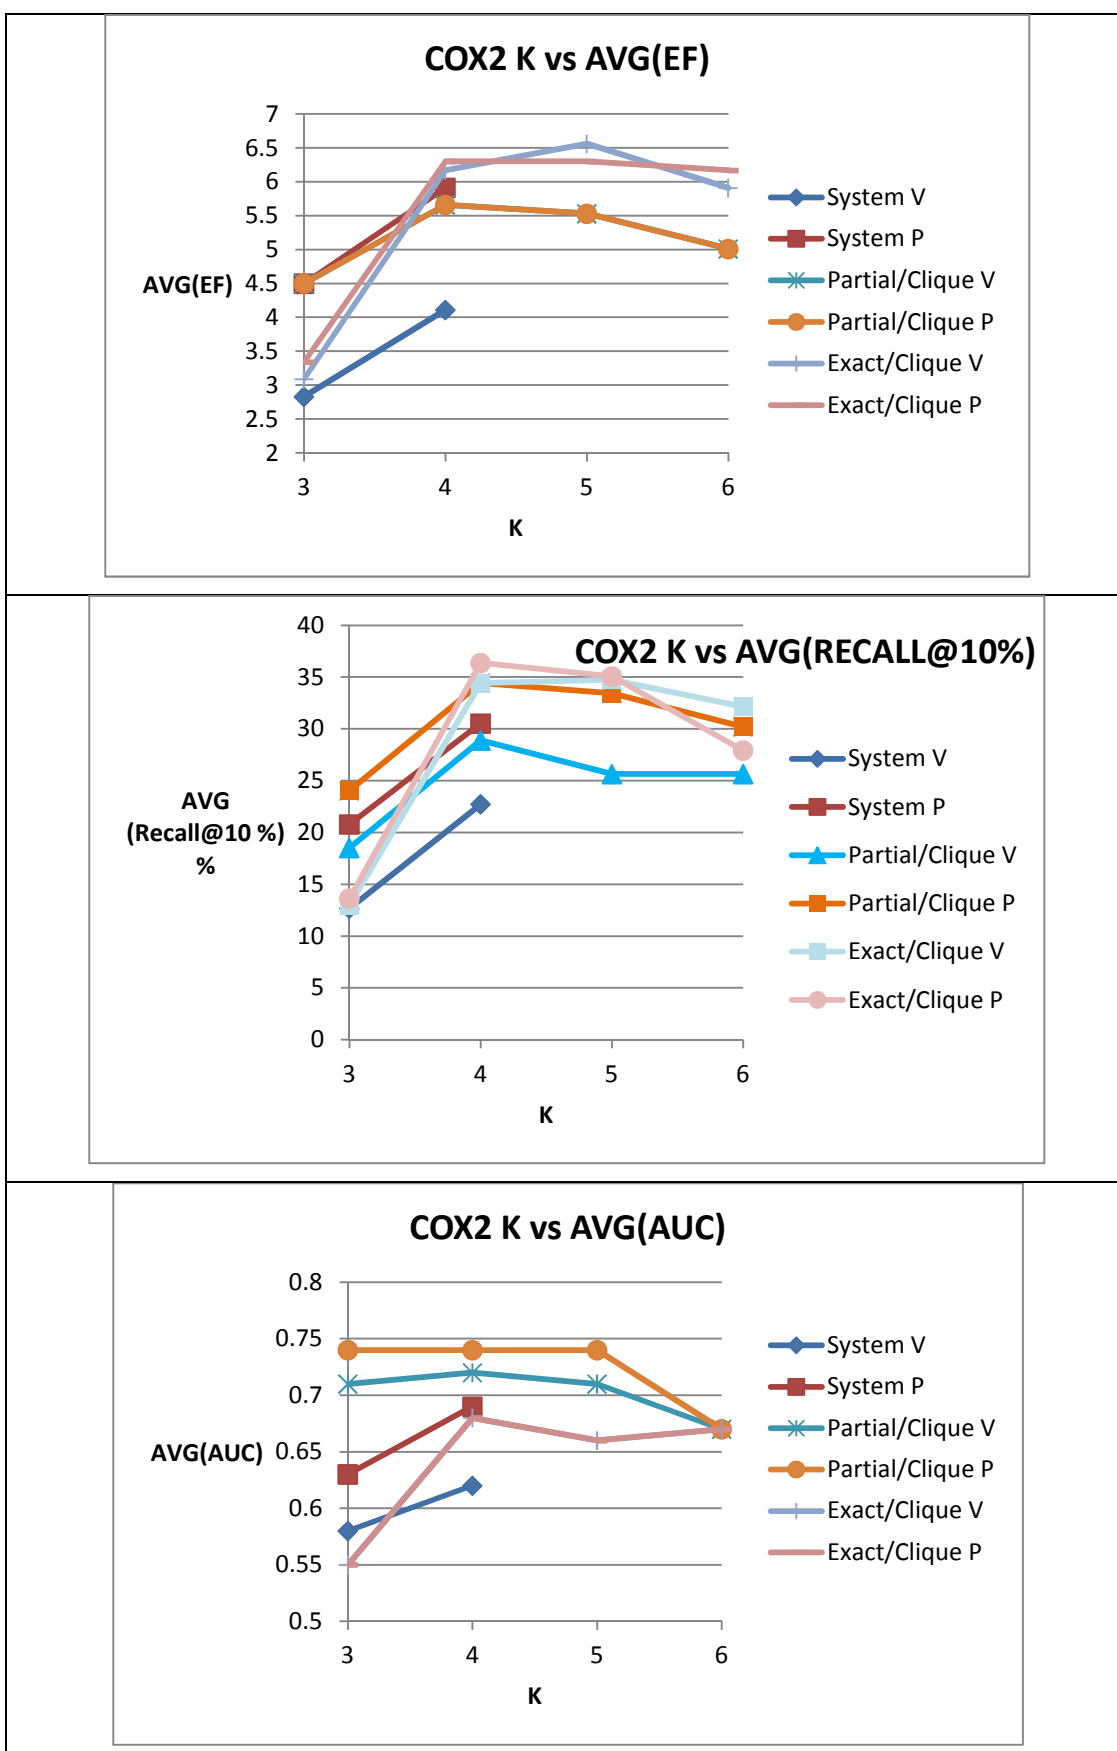 COX2 K vs AVG(EF)
7
6.5
6
5.5
5
4.5
4
3.5
3
2.5
2
AVG(EF)
3 4 5 6
K
System V
System P
Partial/Clique V
Partial/Clique P
Exact/Clique V
Exact/Clique P
COX2 K vs AVG(RECALL@10%)
40
35
30
25
20
15
10
5
0
AVG
(Recall@10 %)
%
3 4 5 6
K
System V
System P
Partial/Clique V
Partial/Clique P
Exact/Clique V
Exact/Clique P
COX2 K vs AVG(AUC)
0.8
0.75
0.7
0.65
0.6
0.55
0.5
AVG(AUC)
3 4 5 6
K
System V
System P
Partial/Clique V
Partial/Clique P
Exact/Clique V
Exact/Clique P